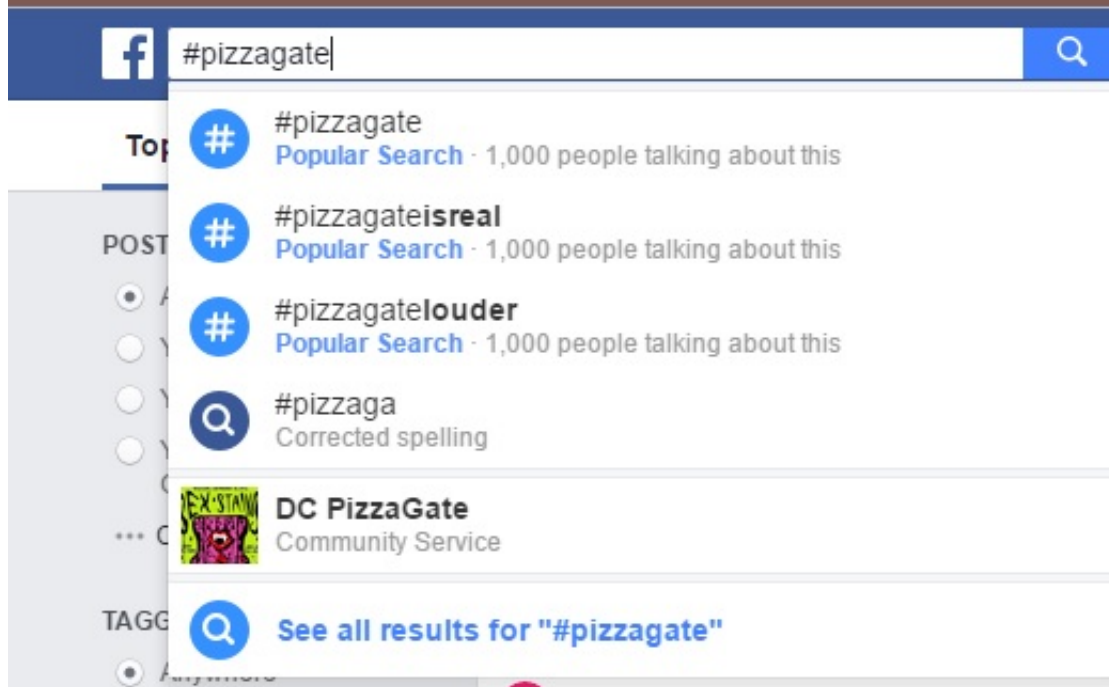 #pizzagate
#pizzagate
Popular Search · 1,000 people talking about this
#pizzagateisreal
Popular Search · 1,000 people talking about this
#pizzagatelouder
Popular Search · 1,000 people talking about this
#pizzaga
Corrected spelling
DC PizzaGate
Community Service
See all results for "#pizzagate"
Top
POST
TAGG
Anywhere